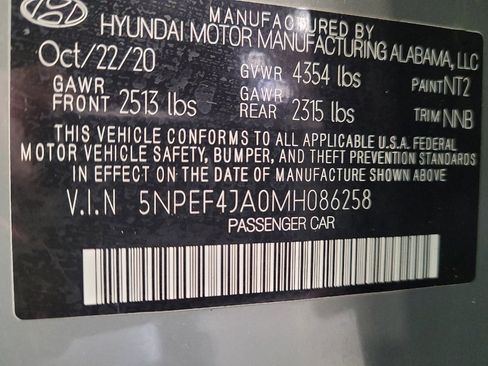 MANUFACTURED BY
HYUNDAI MOTOR MANUFACTURING ALABAMA, LLC
Oct/22/20 GVWR 4354 lbs PAINT NT2
GAWR FRONT 2513 lbs GAWR REAR 2315 lbs TRIM NNB
THIS VEHICLE CONFORMS TO ALL APPLICABLE U.S.A. FEDERAL
MOTOR VEHICLE SAFETY, BUMPER, AND THEFT PREVENTION STANDARDS
IN EFFECT ON THE DATE OF MANUFACTURE SHOWN ABOVE.
V.I.N 5NPEF4JA0MH086258
PASSENGER CAR